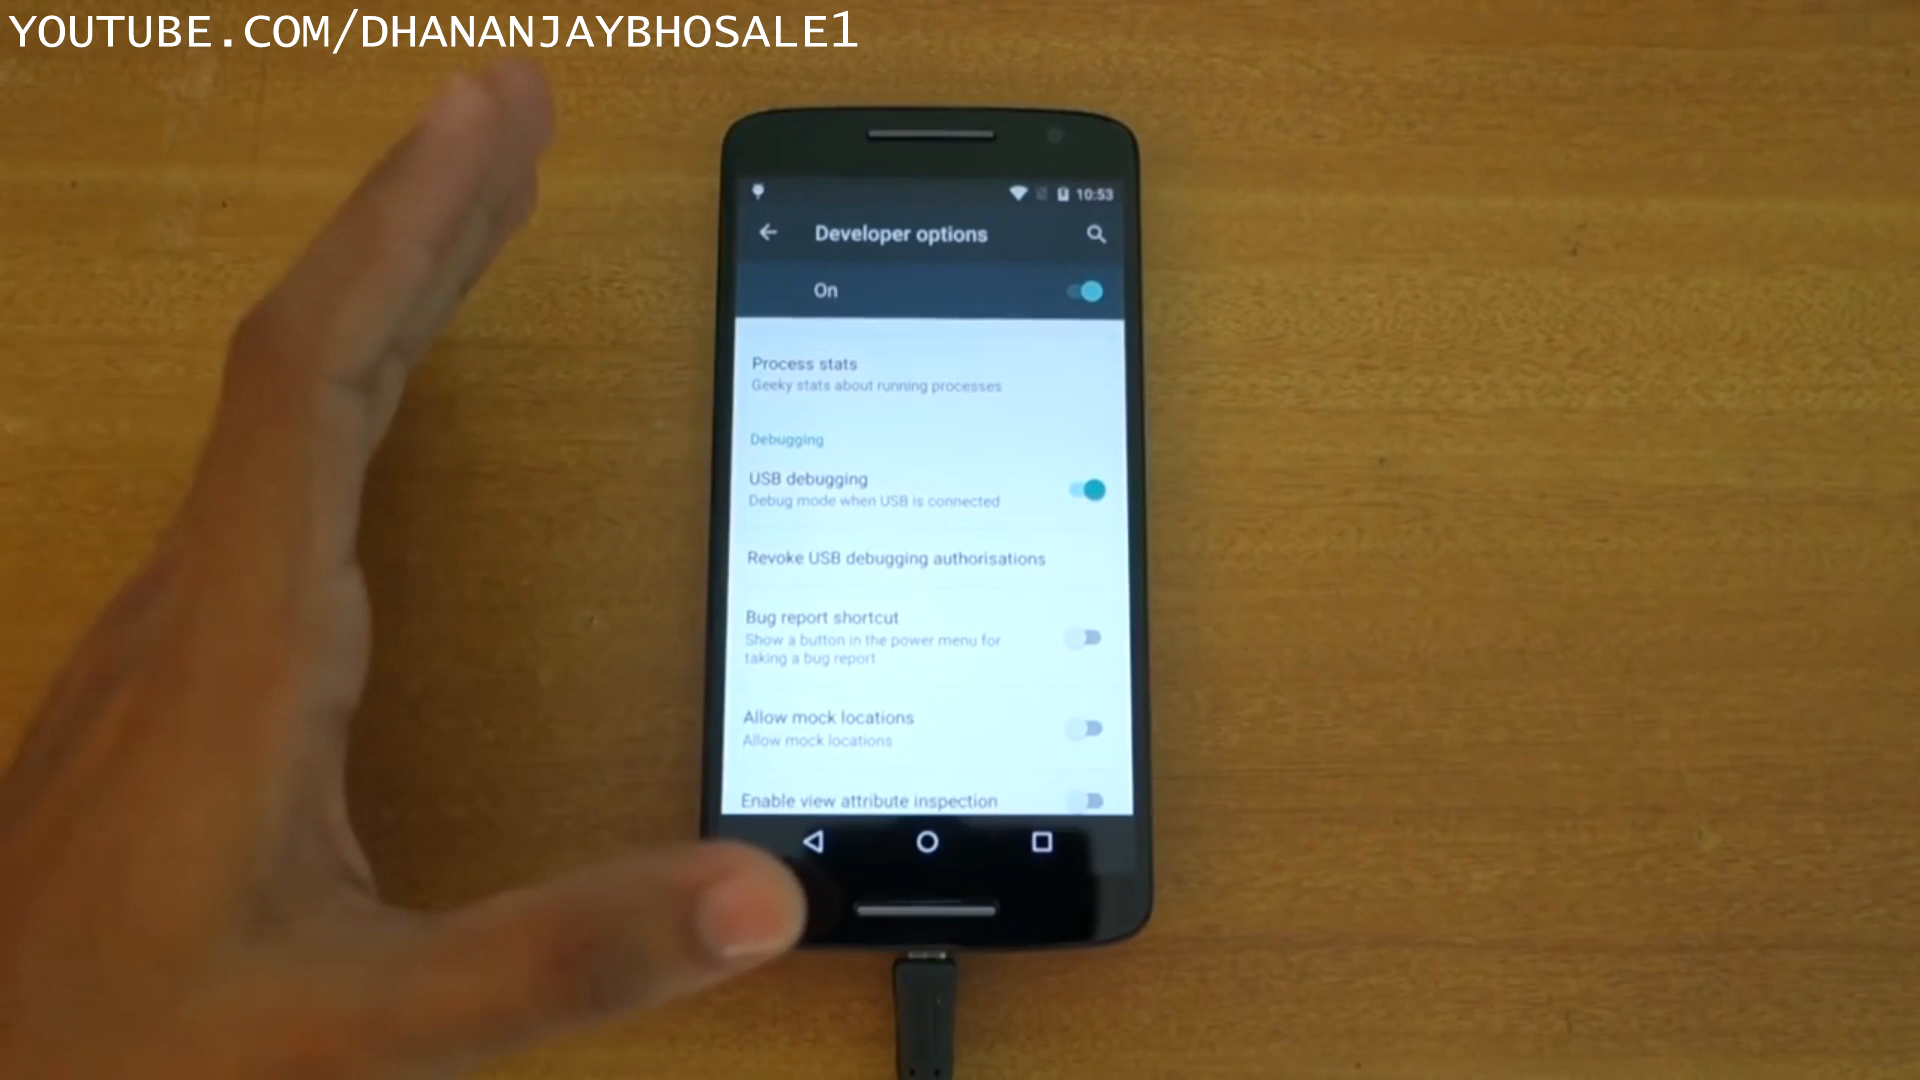 YOUTUBE.COM/DHANANJAYBHOSALE1
10:53
Developer options
On
Process stats
Geeky stats about running processes
Debugging
USB debugging
Debug mode when USB is connected
Revoke USB debugging authorisations
Bug report shortcut
Show a button in the power menu for
taking a bug report
Allow mock locations
Allow mock locations
Enable view attribute inspection